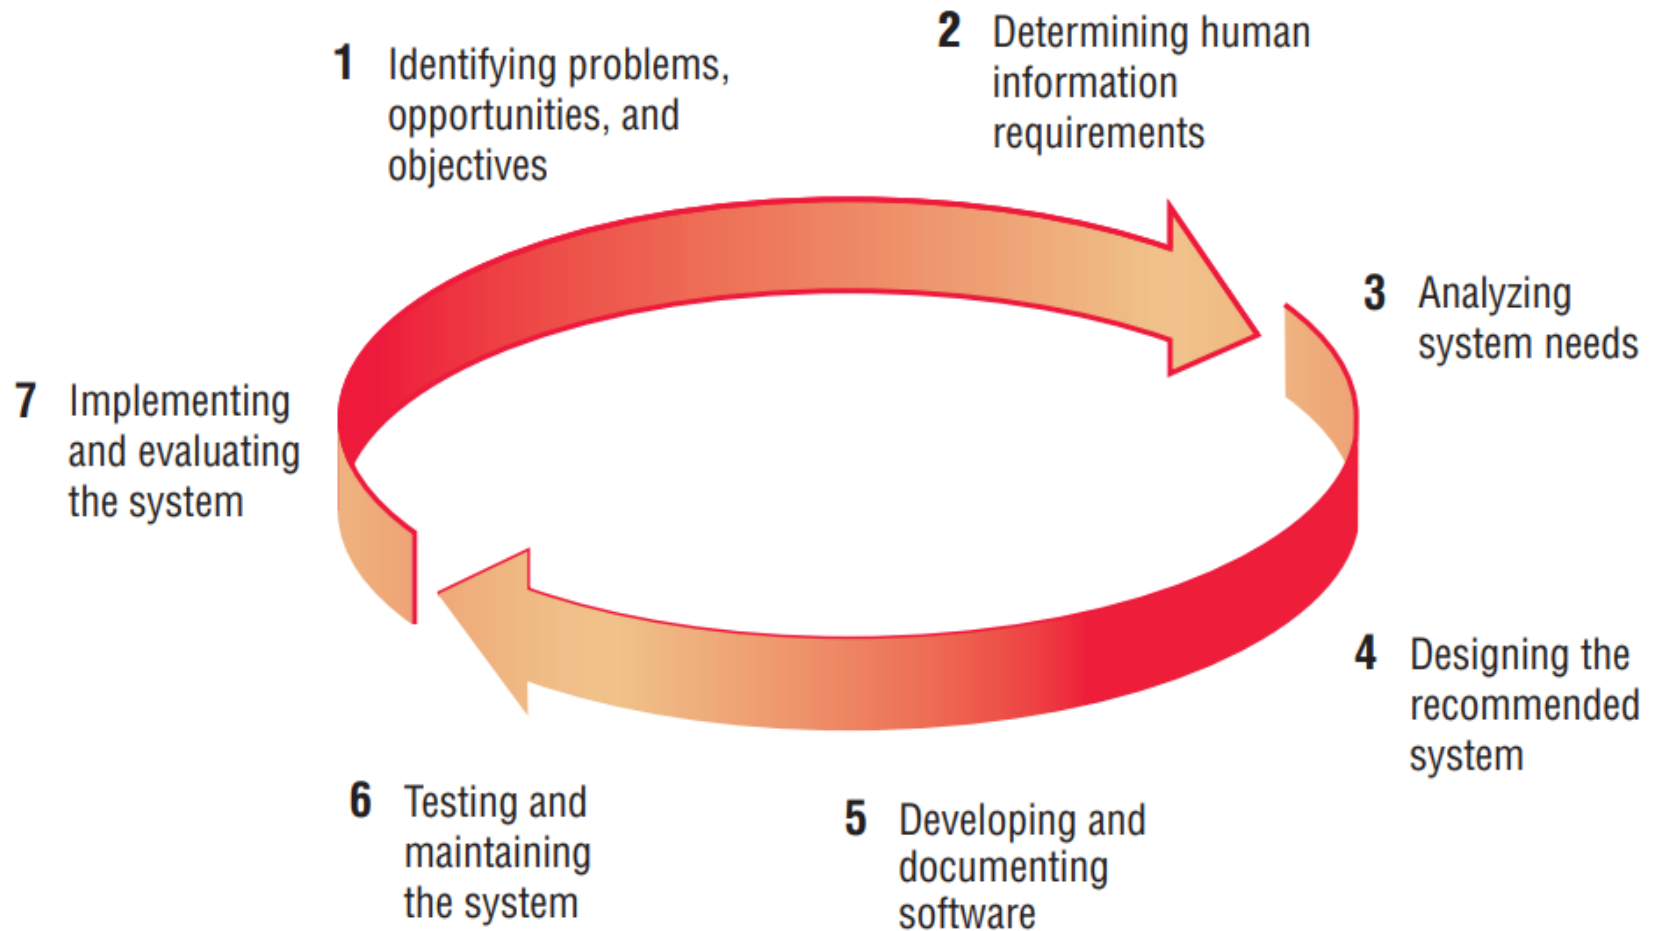 1 Identifying problems,
opportunities, and
objectives
2 Determining human
information
requirements
3 Analyzing
system needs
4 Designing the
recommended
system
5 Developing and
documenting
software
6 Testing and
maintaining
the system
7 Implementing
and evaluating
the system